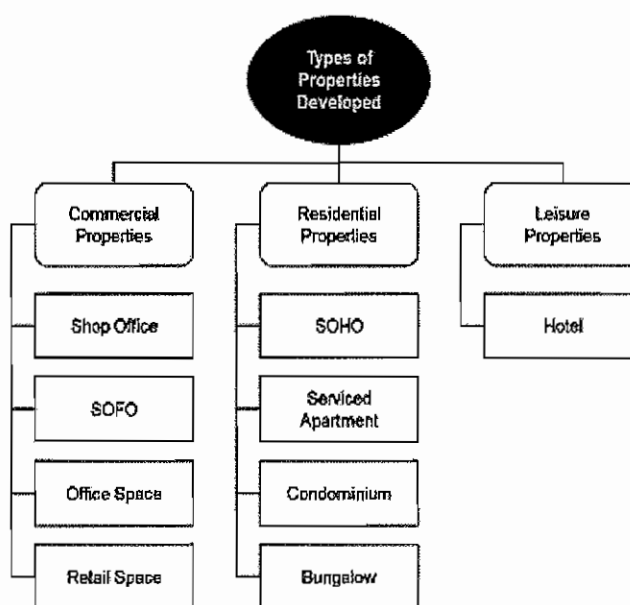 Types of
Properties
Developed
Commercial
Properties
Residential
Properties
Leisure
Properties
Shop Office
SOHO
Hotel
SOFO
Serviced
Apartment
Office Space
Condominium
Retail Space
Bungalow